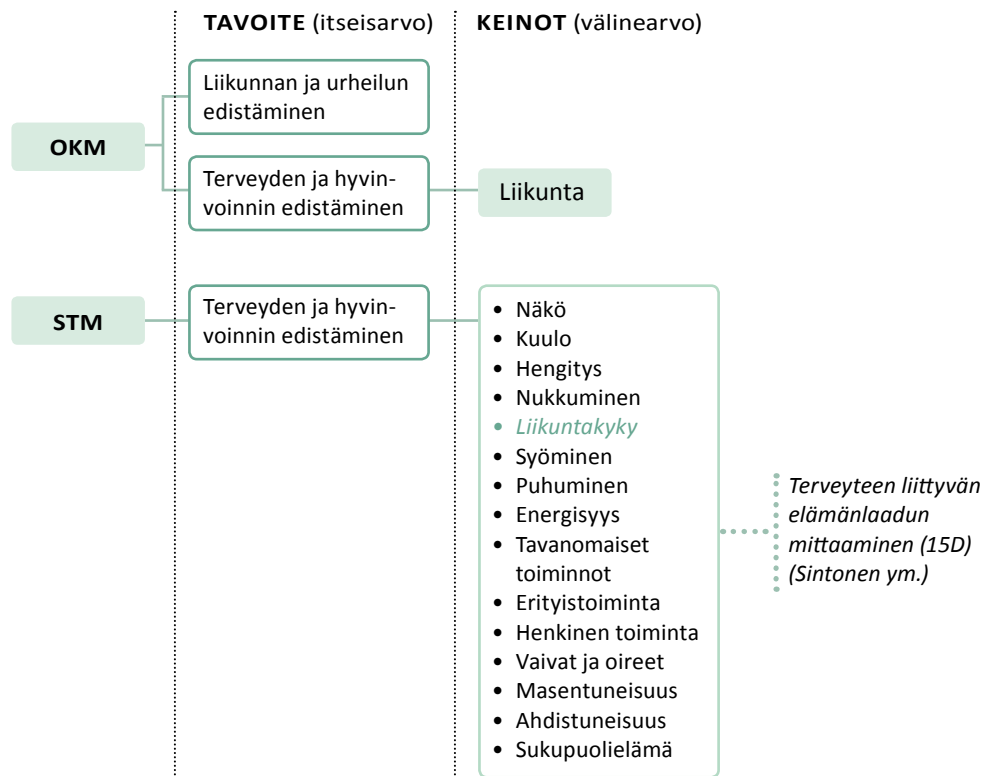 TAVOITE (itseisarvo)
KEINOT (välinearvo)
OKM
Liikunnan ja urheilun
edistäminen
Terveyden ja hyvin-
voinnin edistäminen
Liikunta
STM
Terveyden ja hyvin-
voinnin edistäminen
• Näkö
• Kuulo
• Hengitys
• Nukkuminen
• Liikuntakyky
• Syöminen
• Puhuminen
• Energisyys
• Tavanomaiset
toiminnot
• Erityistoiminta
• Henkinen toiminta
• Vaivat ja oireet
• Masentuneisuus
• Ahdistuneisuus
• Sukupuolielämä
Terveyteen liittyvän
elämänlaadun
mittaaminen (15D)
(Sintonen ym.)